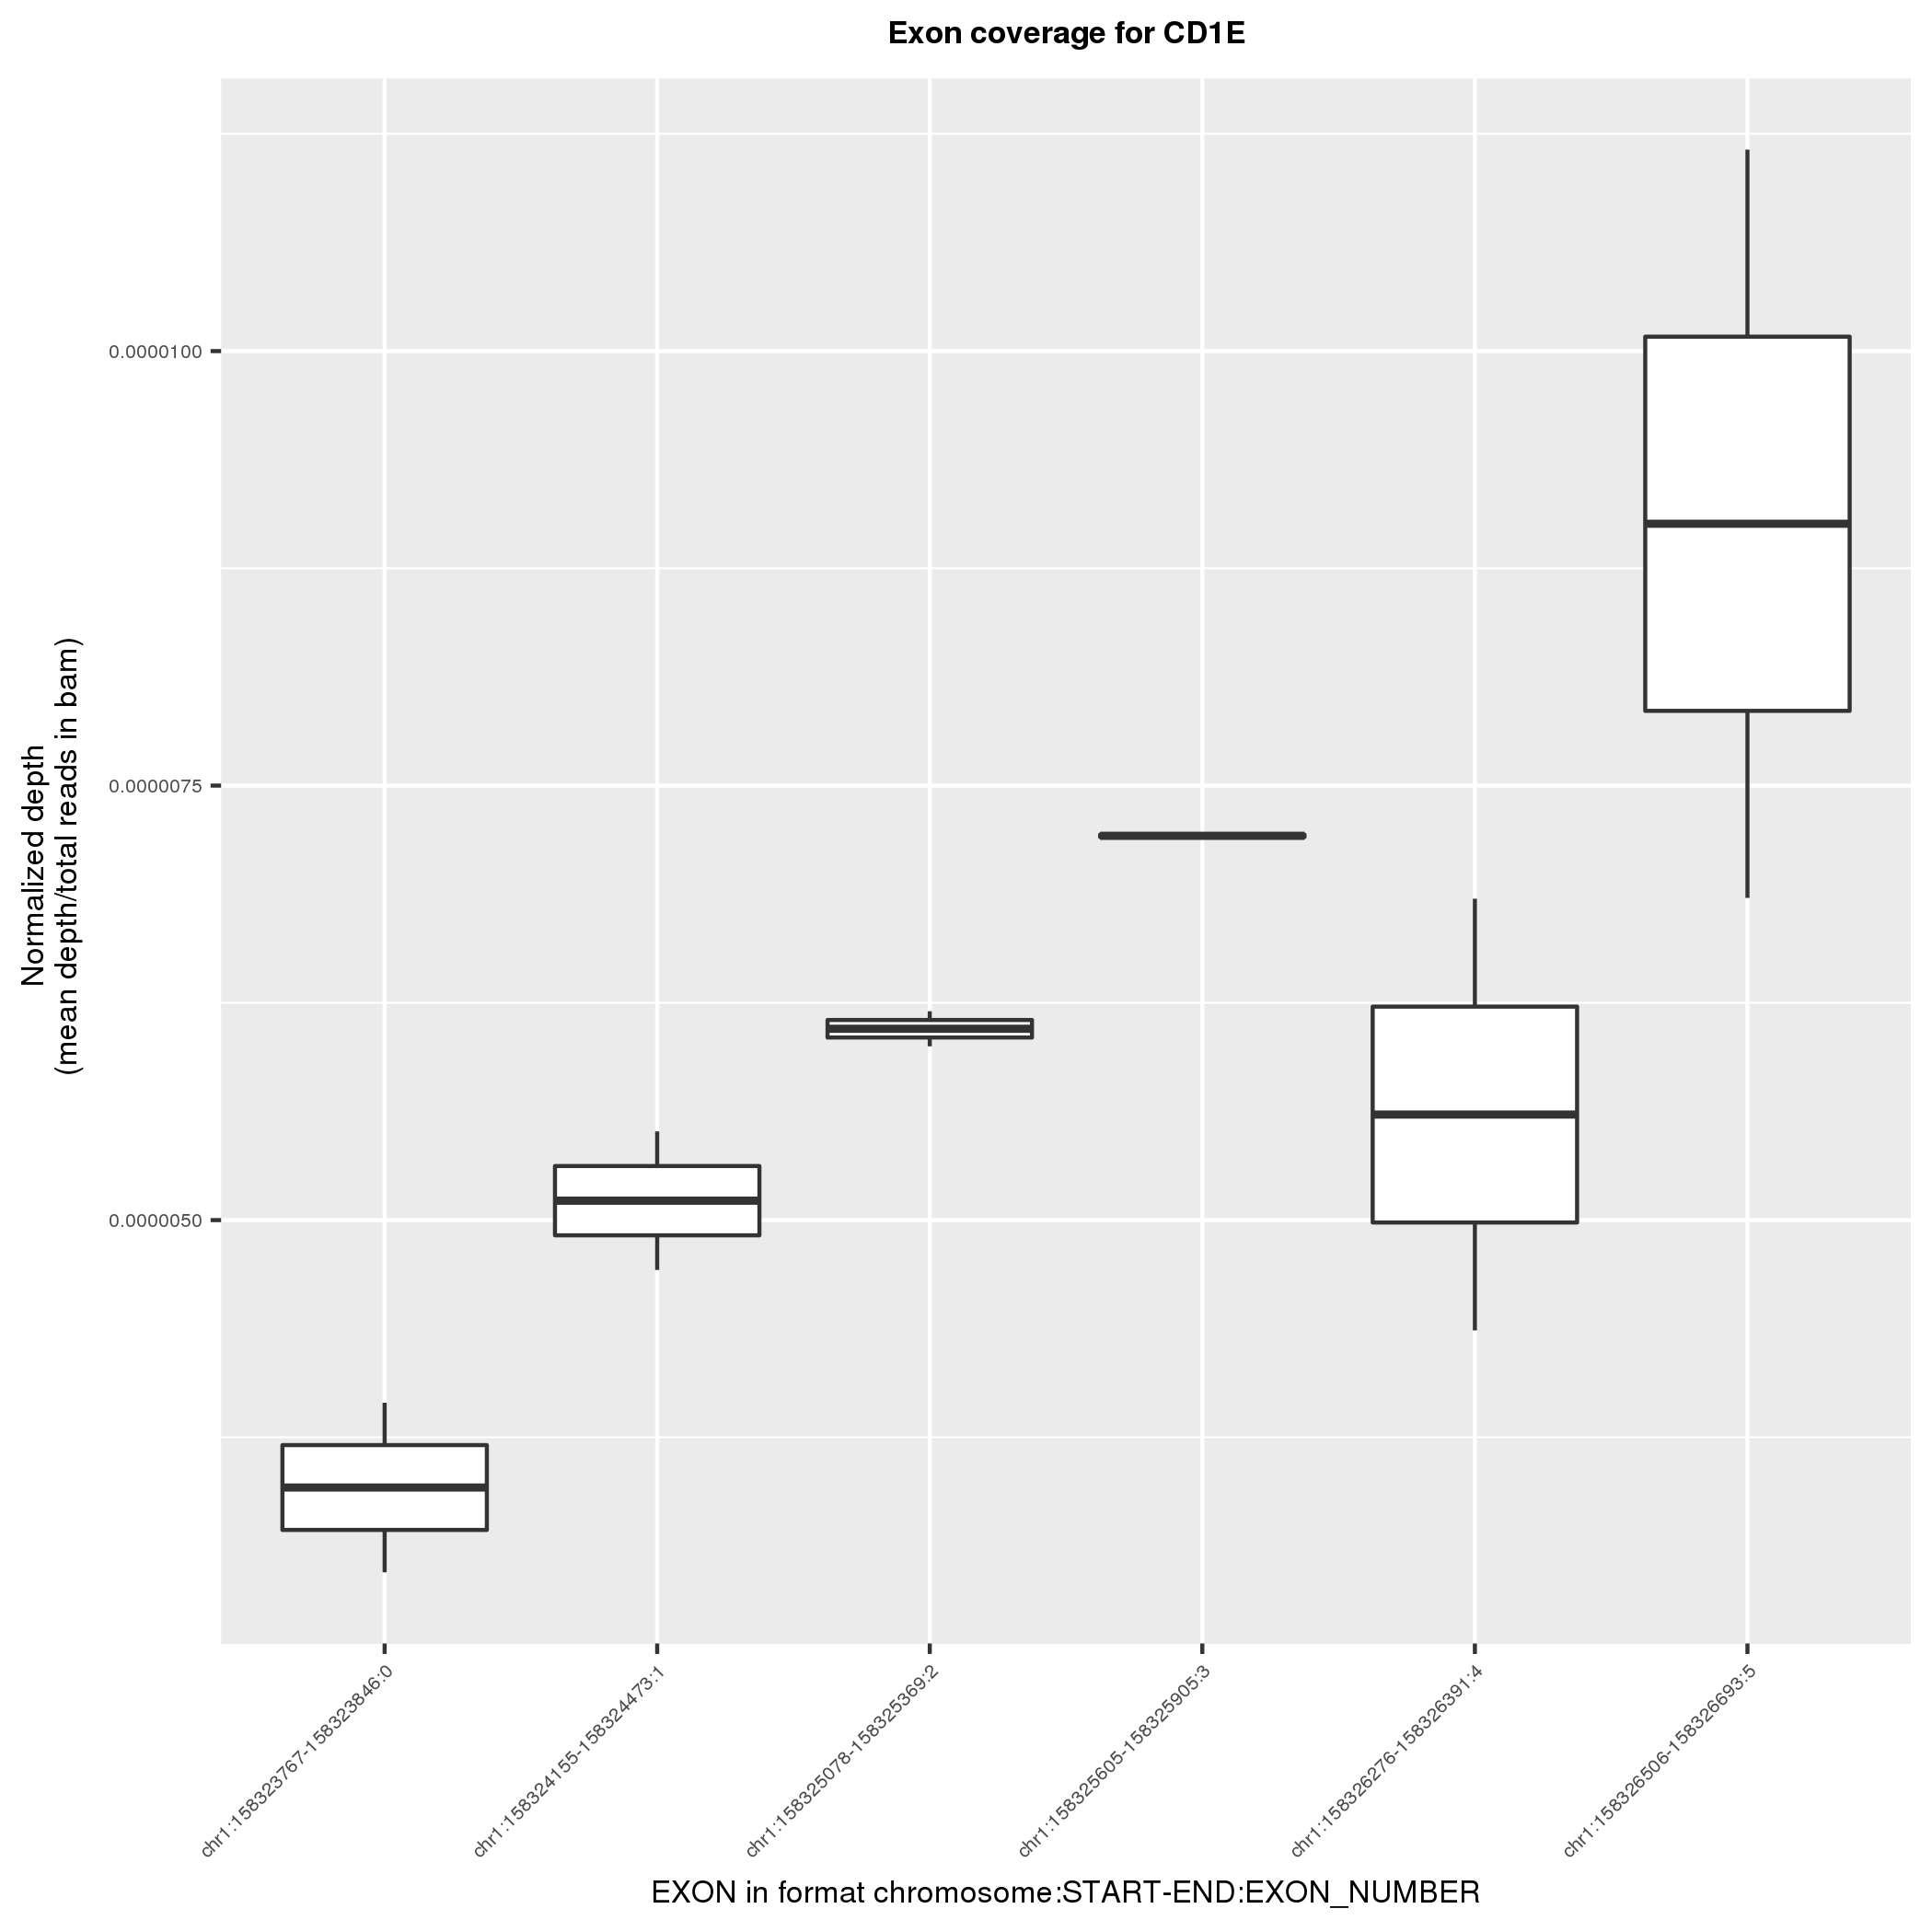 Exon coverage for CD1E
Normalized depth
(mean depth/total reads in bam)
0.0000100
0.0000075
0.0000050
chr1:158323767-158323846:0
chr1:158324155-158324473:1
chr1:158325078-158325369:2
chr1:158325605-158325905:3
chr1:158326276-158326391:4
chr1:158326506-158326693:5
EXON in format chromosome:START-END:EXON_NUMBER